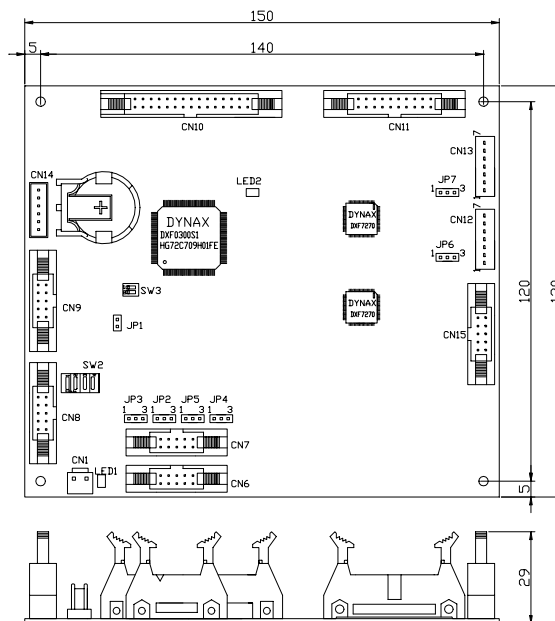 150
5
140
CN10
CN11
CN14
CN13
JP7
1
3
LED2
DYNAX
DXF0300S1
HG72C709H01FE
DYNAX
DXF7270
CN12
JP6
1
3
SW3
DYNAX
DXF7270
120
CN9
JP1
CN15
SW2
JP3
JP2
JP5
JP4
1
3
1
3
1
3
1
3
CN8
CN7
CN1
LED1
CN6
5
29